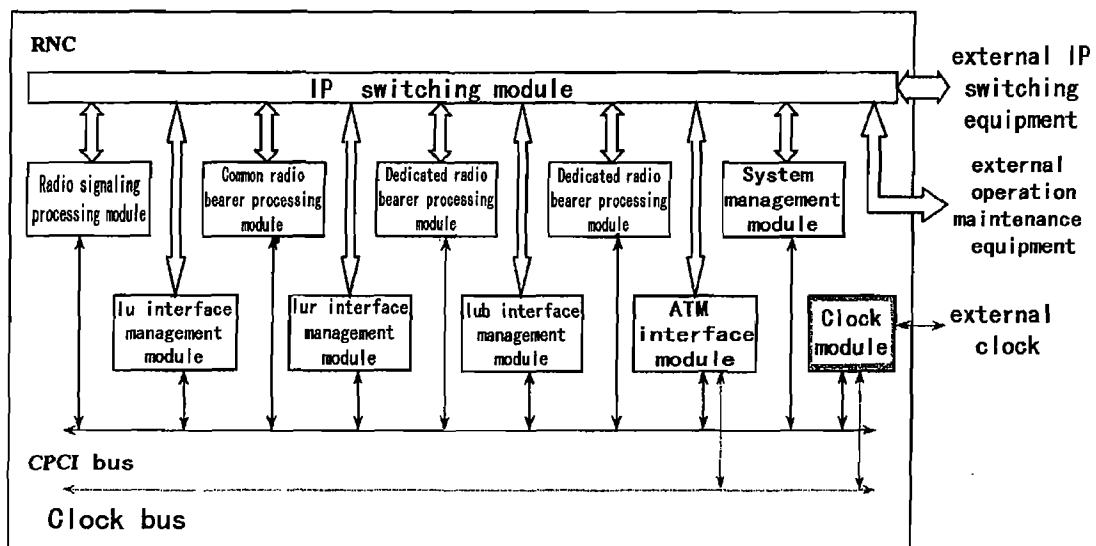 RNC
IP switching module
external IP
switching
equipment
Radio signaling
processing module
Common radio
bearer processing
module
Dedicated radio
bearer processing
module
Dedicated radio
bearer processing
module
System
management
module
external
operation
maintenance
equipment
Iu interface
management
module
Iur interface
management
module
Iub interface
management
module
ATM
interface
module
Clock
module
external
clock
CPCI bus
Clock bus